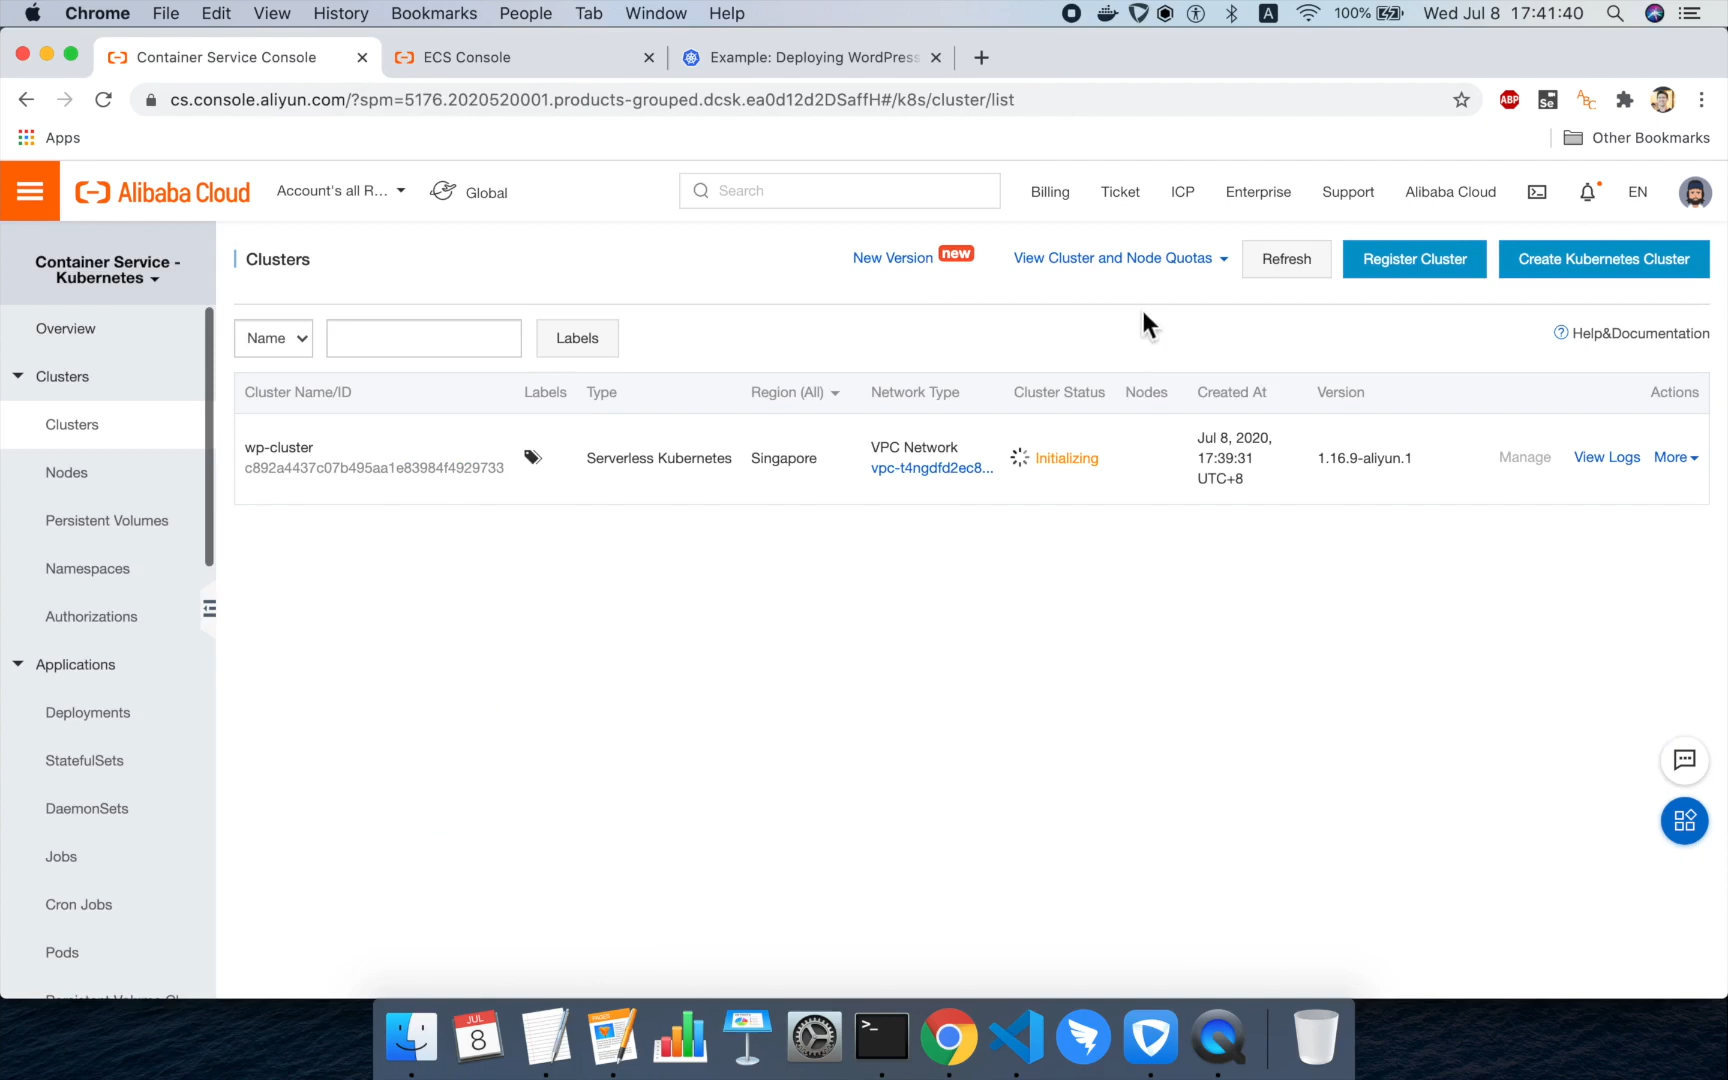 Chrome File Edit View History Bookmarks People Tab Window Help
A 100% Wed Jul 8 17:41:40
Container Service Console
ECS Console
Example: Deploying WordPress
cs.console.aliyun.com/?spm=5176.2020520001.products-grouped.dcsk.ea0d12d2DSaffH#/k8s/cluster/list
ABP
Se
ABC
Apps
Other Bookmarks
Alibaba Cloud
Account's all R...
Global
Search
Billing
Ticket
ICP
Enterprise
Support
Alibaba Cloud
EN
Container Service -
Kubernetes
Overview
Clusters
Clusters
Nodes
Persistent Volumes
Namespaces
Authorizations
Applications
Deployments
StatefulSets
DaemonSets
Jobs
Cron Jobs
Pods
Clusters
New Version new
View Cluster and Node Quotas
Refresh
Register Cluster
Create Kubernetes Cluster
Name
Labels
Help&Documentation
Cluster Name/ID Labels Type Region (All) Network Type Cluster Status Nodes Created At Version Actions
wp-cluster
c892a4437c07b495aa1e83984f4929733
Serverless Kubernetes
Singapore
VPC Network
vpc-t4ngdfd2ec8...
Initializing
Jul 8, 2020,
17:39:31
UTC+8
1.16.9-aliyun.1
Manage
View Logs
More
JUL
8
PAGES
>_